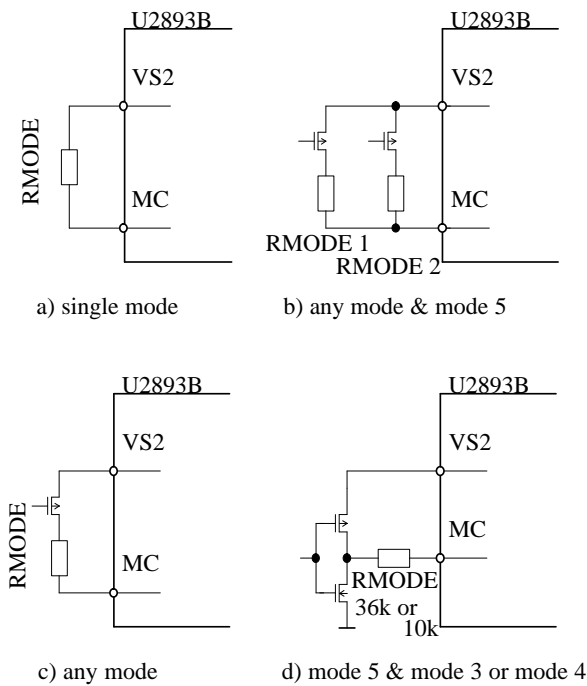 U2893B
VS2
RMODE
MC
a) single mode
U2893B
VS2
MC
RMODE 1
RMODE 2
b) any mode & mode 5
U2893B
VS2
RMODE
MC
c) any mode
U2893B
VS2
MC
RMODE
36k or
10k
d) mode 5 & mode 3 or mode 4